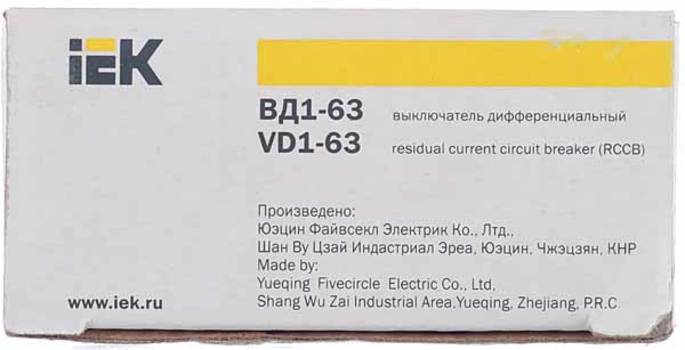 iEK
ВД1-63 выключатель дифференциальный
VD1-63 residual current circuit breaker (RCCB)
Произведено:
Юэцин Файвсекл Электрик Ко., Лтд.,
Шан Ву Цзай Индастриал Эреа, Юэцин, Чжэцзян, КНР
Made by:
Yueqing Fivecircle Electric Co., Ltd,
Shang Wu Zai Industrial Area,Yueqing, Zhejiang, P.R.C.
www.iek.ru